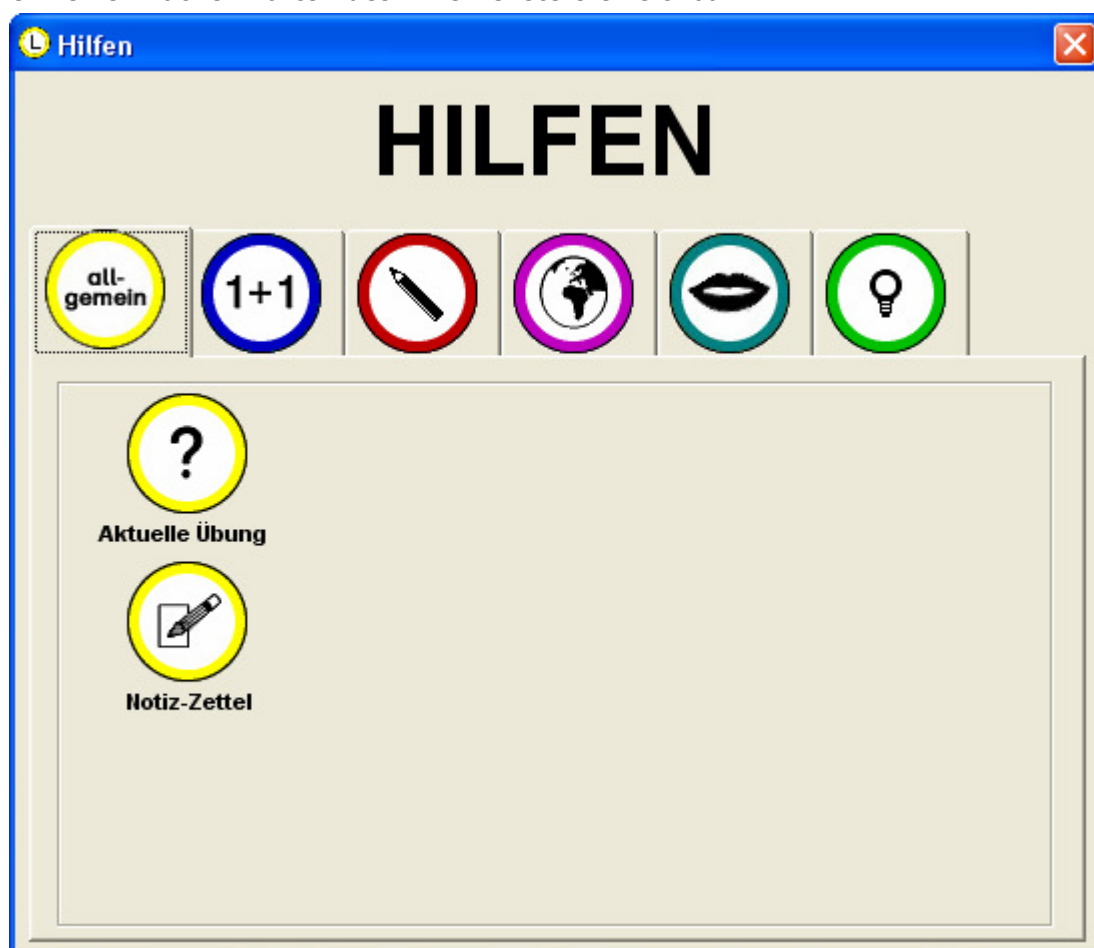 Hilfen
HILFEN
all-
gemein
1+1
?
Aktuelle Übung
Notiz-Zettel